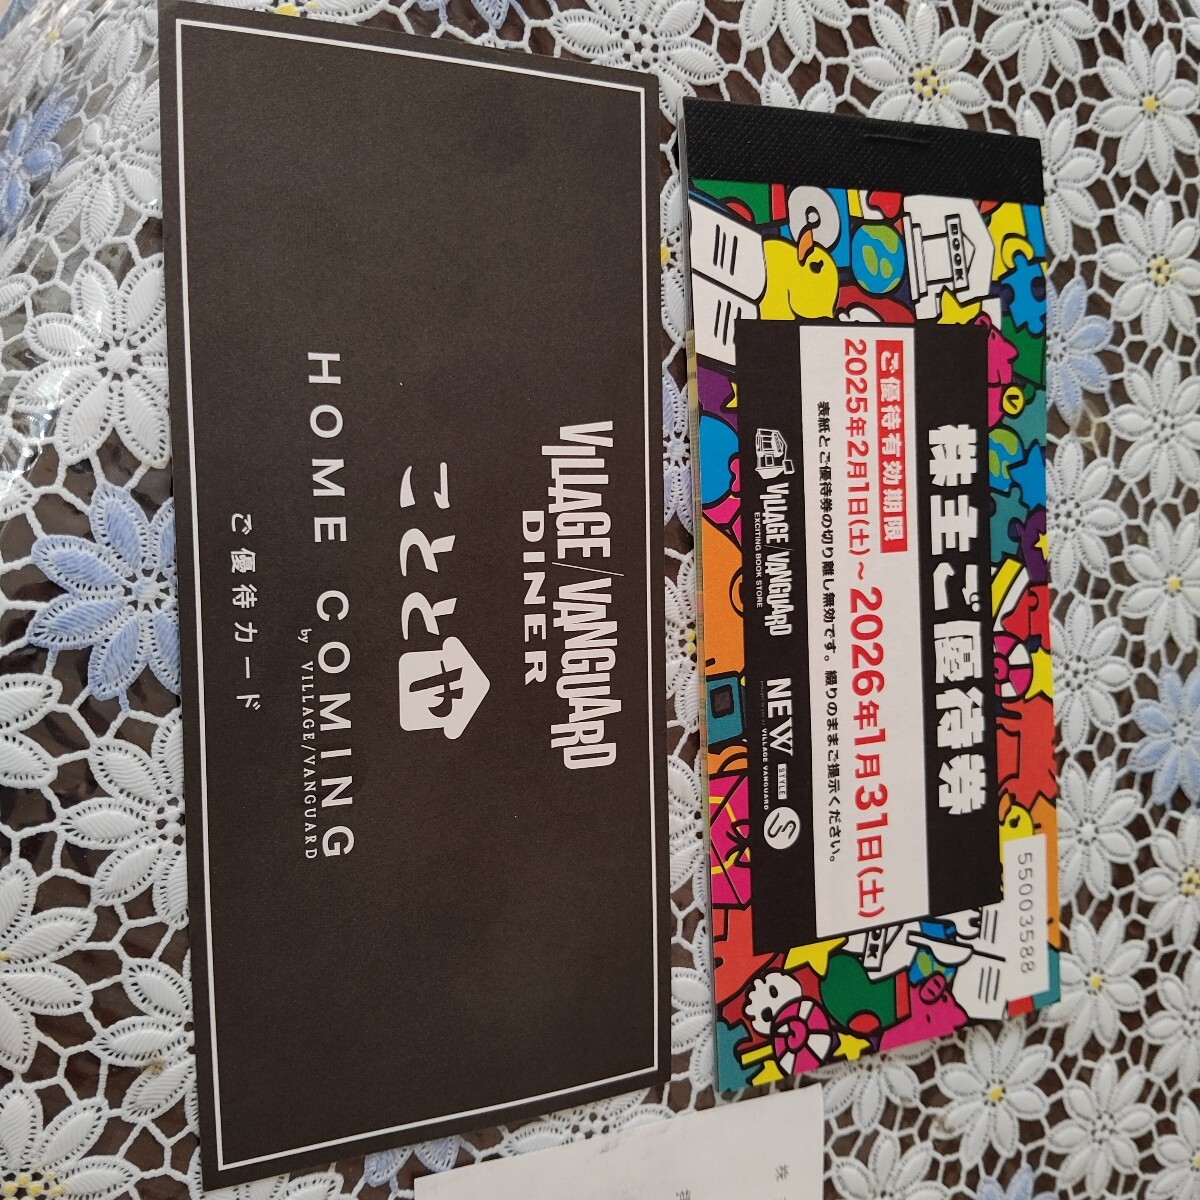 VILLAGE/VANGUARD
DINER
こととや
HOME COMING
by VILLAGE/VANGUARD
ご優待カード
BOOK
株主ご優待券
ご優待有効期限
2025年2月1日(土)～2026年1月31日(土)
表紙とご優待券の切り離し無効です。綴りのままご提示ください。
VILLAGE/VANGUARD
EXCITING BOOK STORE
NEW STYLE
VILLAGE VANGUARD
55003588
株